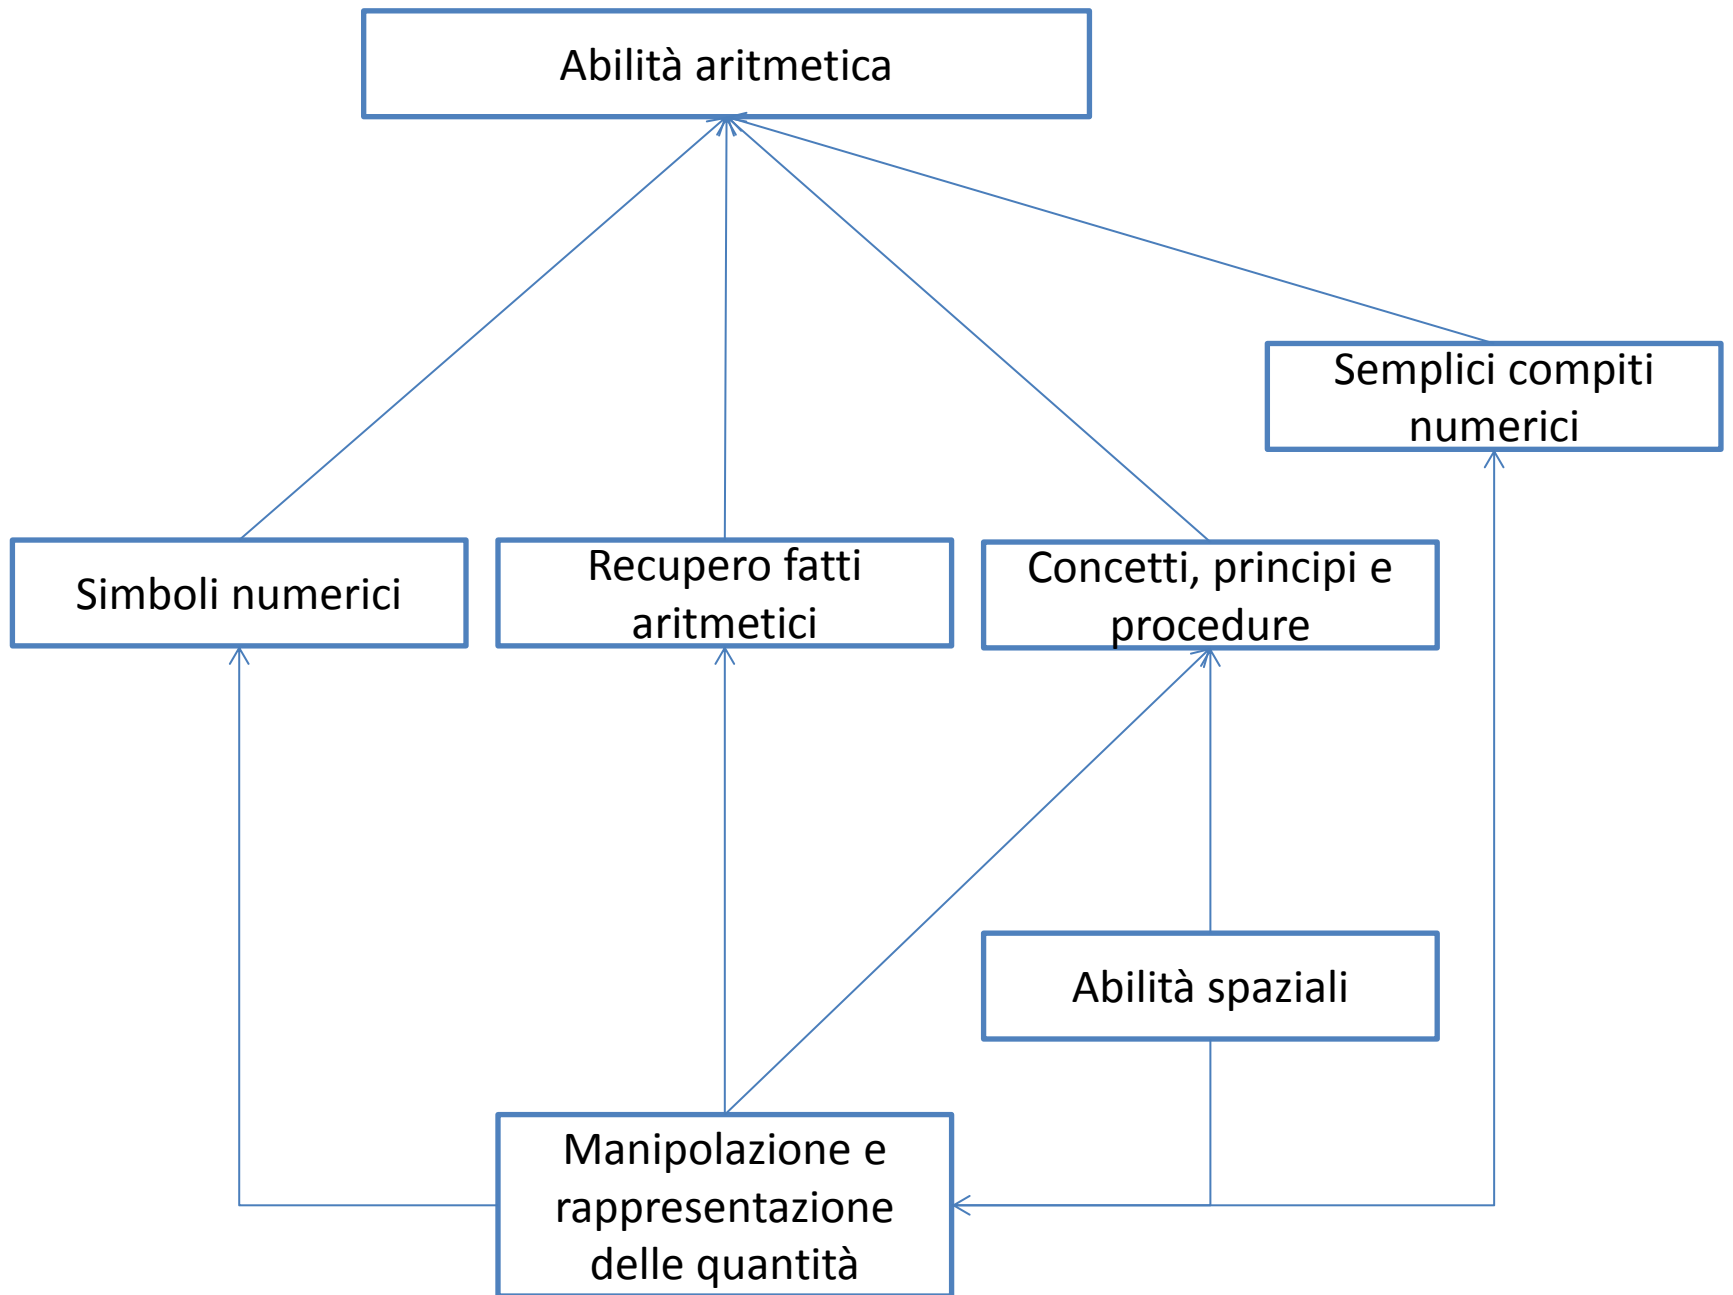 Abilità aritmetica
Semplici compiti
numerici
Simboli numerici
Recupero fatti
aritmetici
Concetti, principi e
procedure
Abilità spaziali
Manipolazione e
rappresentazione
delle quantità